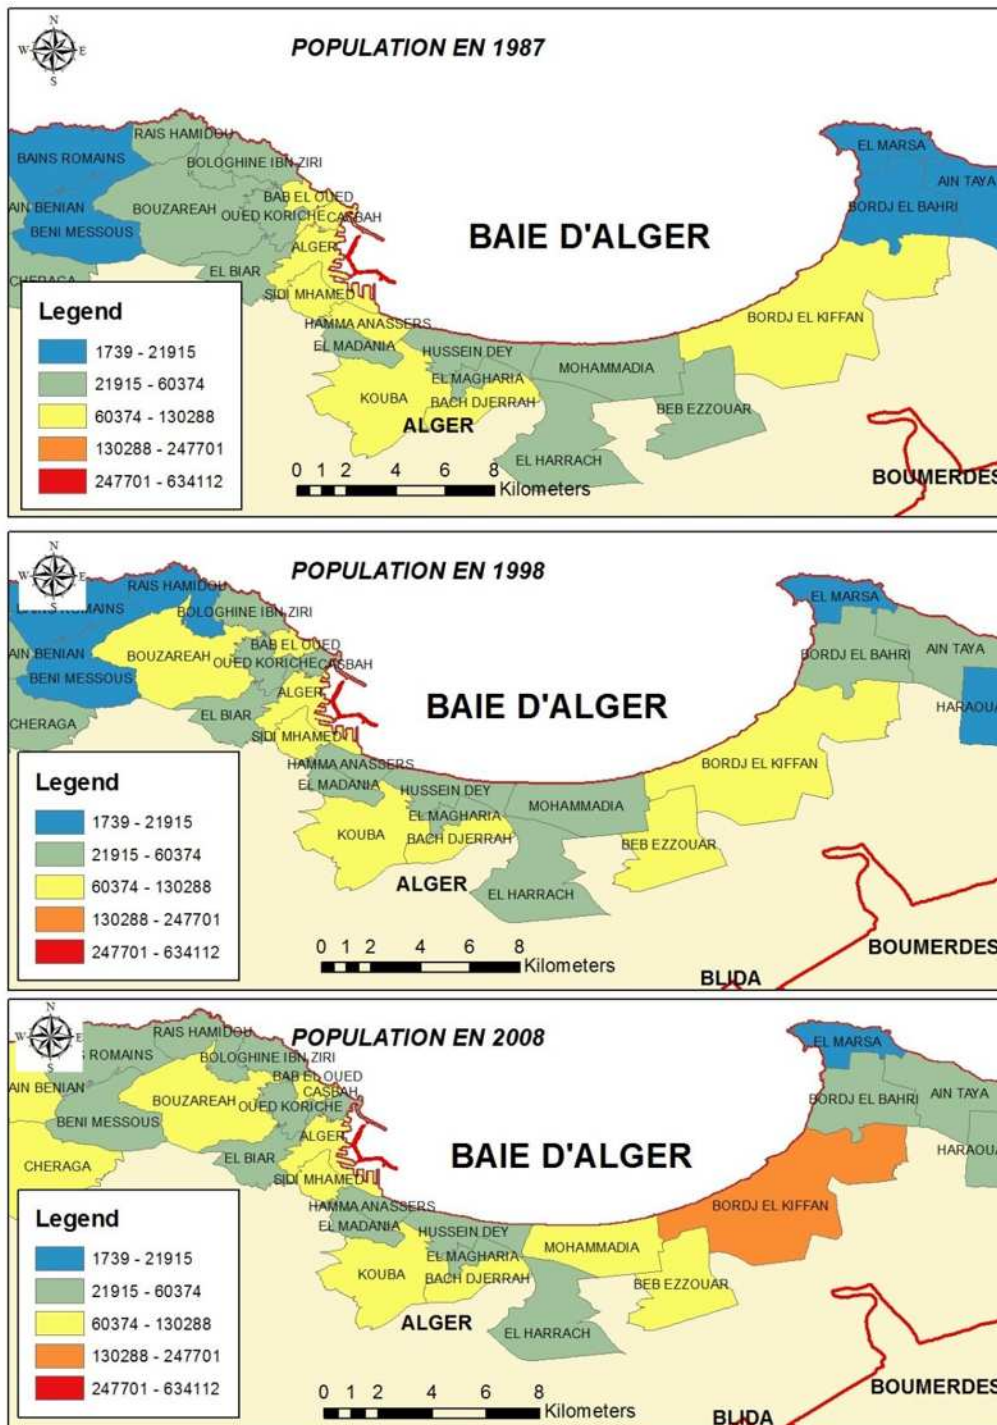 N
W
E
S
POPULATION EN 1987
RAIS HAMIDOU
BAINS ROMAINS
BOLOGHINE IBN ZIRI
EL MARSA
AIN TAYA
BAB EL OUED
AIN BENIAN
BOUZAREAH
OUED KORICHE
CASBAH
BORDJ EL BAHRI
BENI MESSOUS
ALGER
BAIE D'ALGER
CHERAGA
EL BIAR
SIDI MHAMED
HAMMA ANASSERS
BORDJ EL KIFFAN
EL MADANIA
HUSSEIN DEY
MOHAMMADIA
EL MAGHARIA
KOUBA
BACH DJERRAH
BEB EZZOUAR
ALGER
EL HARRACH
BOUMERDES
Legend
1739 - 21915
21915 - 60374
60374 - 130288
130288 - 247701
247701 - 634112
0 1 2 4 6 8
Kilometers
N
W
E
S
POPULATION EN 1998
RAIS HAMIDOU
BAINS ROMAINS
BOLOGHINE IBN ZIRI
EL MARSA
BAB EL OUED
AIN TAYA
AIN BENIAN
BOUZAREAH
OUED KORICHE
CASBAH
BORDJ EL BAHRI
BENI MESSOUS
ALGER
HARAOUA
BAIE D'ALGER
CHERAGA
EL BIAR
SIDI MHAMED
HAMMA ANASSERS
BORDJ EL KIFFAN
EL MADANIA
HUSSEIN DEY
MOHAMMADIA
EL MAGHARIA
KOUBA
BACH DJERRAH
BEB EZZOUAR
ALGER
EL HARRACH
BOUMERDES
BLIDA
Legend
1739 - 21915
21915 - 60374
60374 - 130288
130288 - 247701
247701 - 634112
0 1 2 4 6 8
Kilometers
N
W
E
S
POPULATION EN 2008
RAIS HAMIDOU
ROMAINS
BOLOGHINE IBN ZIRI
EL MARSA
BAB EL OUED
AIN BENIAN
CASBAH
BOUZAREAH
OUED KORICHE
BORDJ EL BAHRI
AIN TAYA
BENI MESSOUS
ALGER
HARAOUA
BAIE D'ALGER
CHERAGA
EL BIAR
SIDI MHAMED
HAMMA ANASSERS
BORDJ EL KIFFAN
EL MADANIA
HUSSEIN DEY
MOHAMMADIA
EL MAGHARIA
KOUBA
BACH DJERRAH
BEB EZZOUAR
ALGER
EL HARRACH
BOUMERDES
BLIDA
Legend
1739 - 21915
21915 - 60374
60374 - 130288
130288 - 247701
247701 - 634112
0 1 2 4 6 8
Kilometers